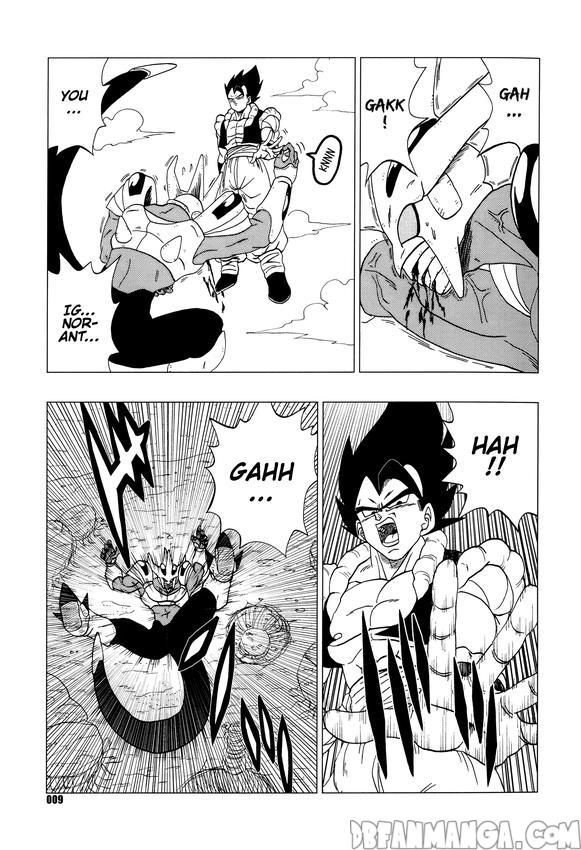 GAH
...
GAKK
!
YOU
...
KNNN
IG...
NOR-
ANT...
HAH
!!
GAHH
...
009
DBFANMANGA.COM